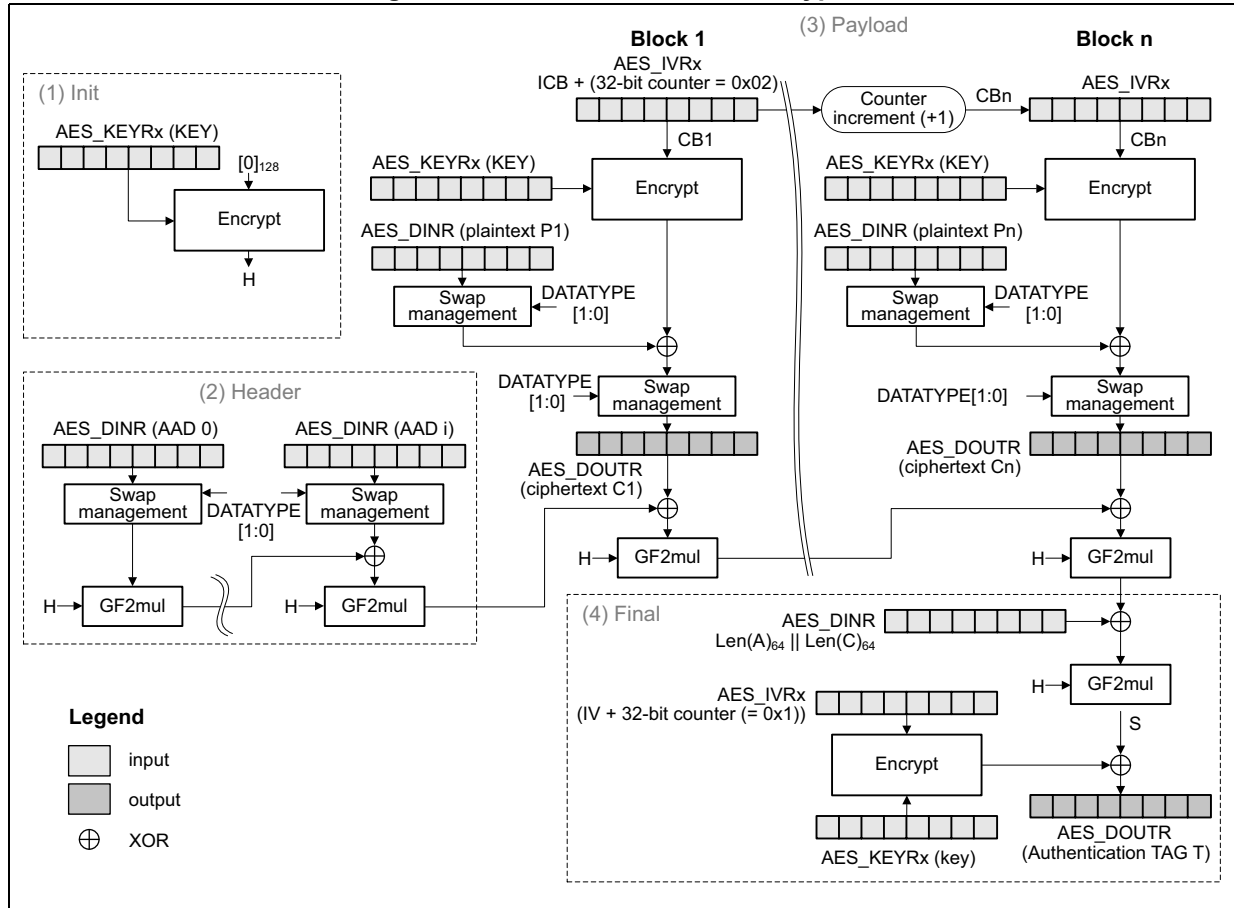 (3) Payload
Block 1
Block n
AES_IVRx
ICB + (32-bit counter = 0x02)
Counter
increment (+1)
CBn
AES_IVRx
CB1
CBn
(1) Init
AES_KEYRx (KEY)
[0]128
Encrypt
H
AES_KEYRx (KEY)
Encrypt
AES_DINR (plaintext P1)
Swap
management
DATATYPE
[1:0]
DATATYPE
[1:0]
Swap
management
AES_DOUTR
(ciphertext C1)
H
GF2mul
AES_KEYRx (KEY)
Encrypt
AES_DINR (plaintext Pn)
Swap
management
DATATYPE
[1:0]
DATATYPE[1:0]
Swap
management
AES_DOUTR
(ciphertext Cn)
H
GF2mul
(2) Header
AES_DINR (AAD 0)
AES_DINR (AAD i)
Swap
management
DATATYPE
[1:0]
Swap
management
H
GF2mul
H
GF2mul
(4) Final
AES_DINR
Len(A)64 || Len(C)64
H
GF2mul
S
AES_IVRx
(IV + 32-bit counter (= 0x1))
Encrypt
AES_KEYRx (key)
AES_DOUTR
(Authentication TAG T)
Legend
input
output
XOR